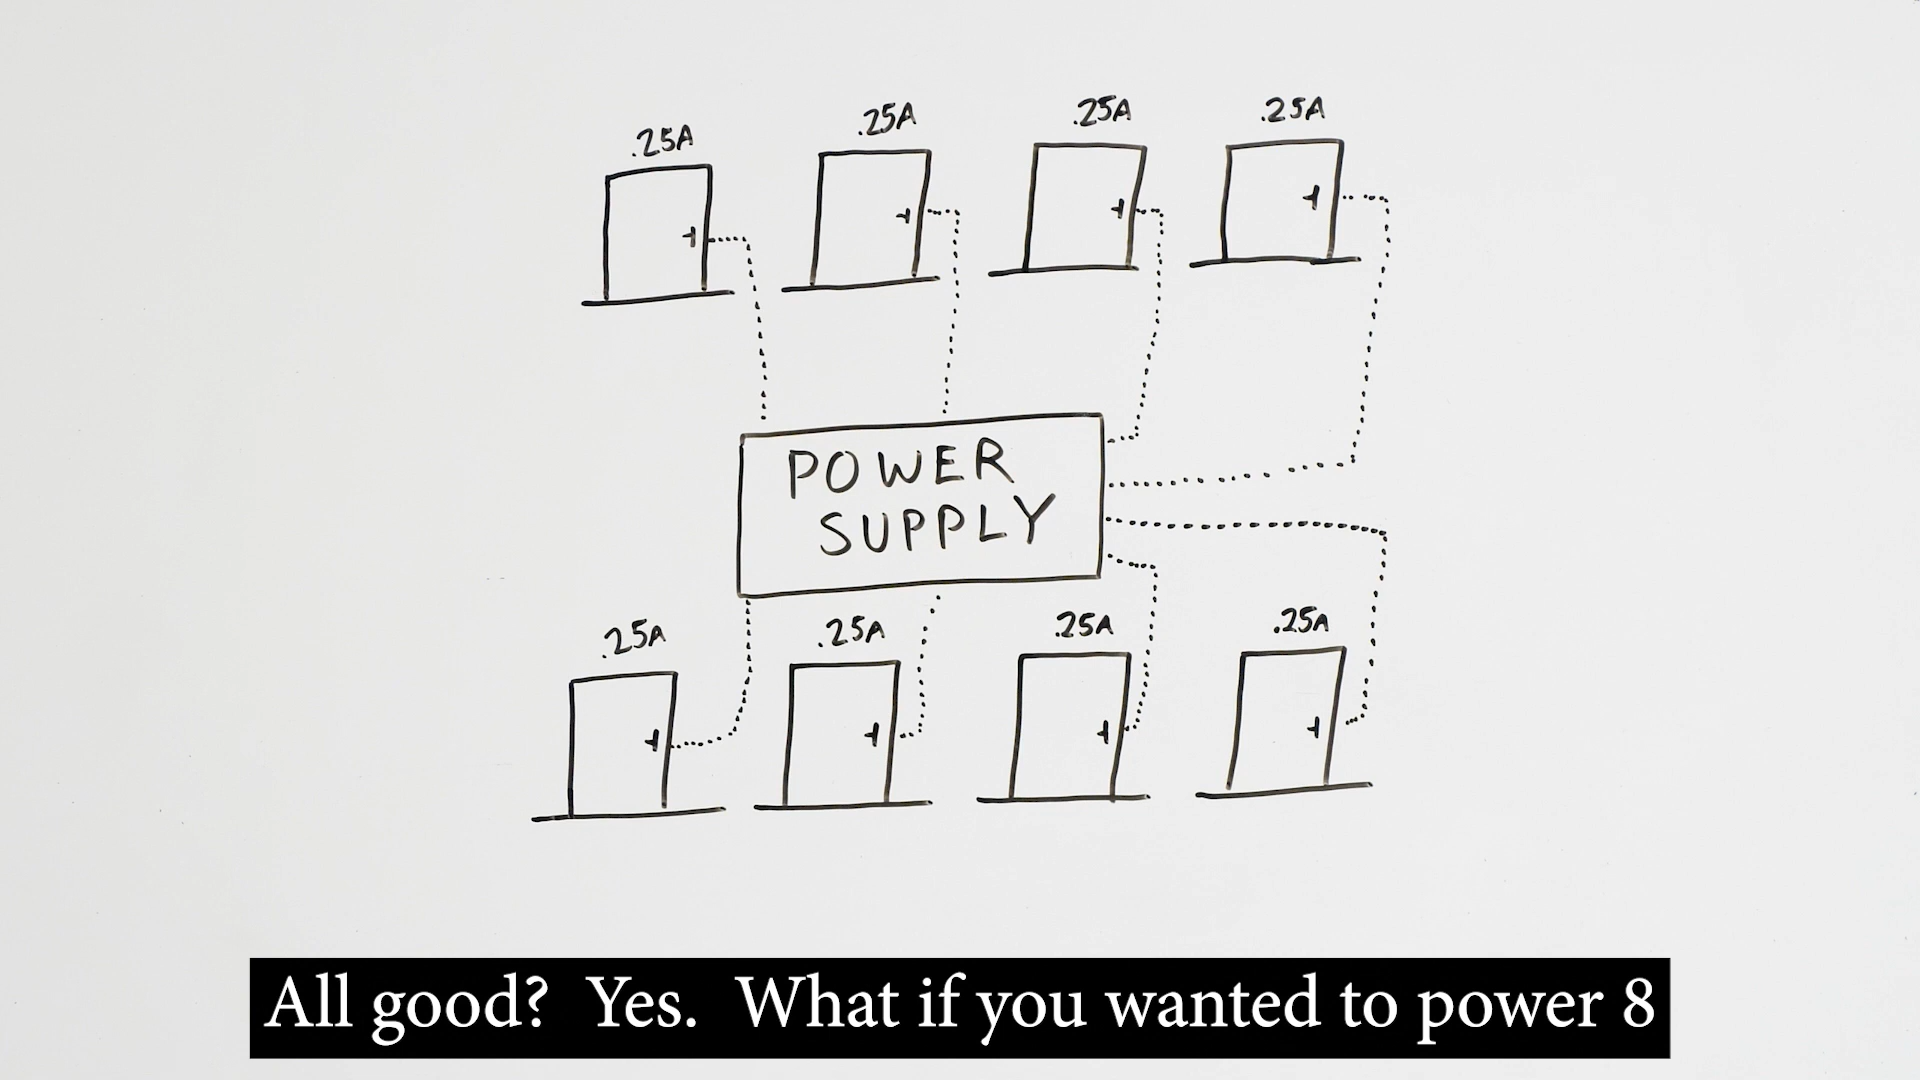 .25A
.25A
.25A
.25A
POWER
SUPPLY
.25A
.25A
.25A
.25A
All good?  Yes.  What if you wanted to power 8